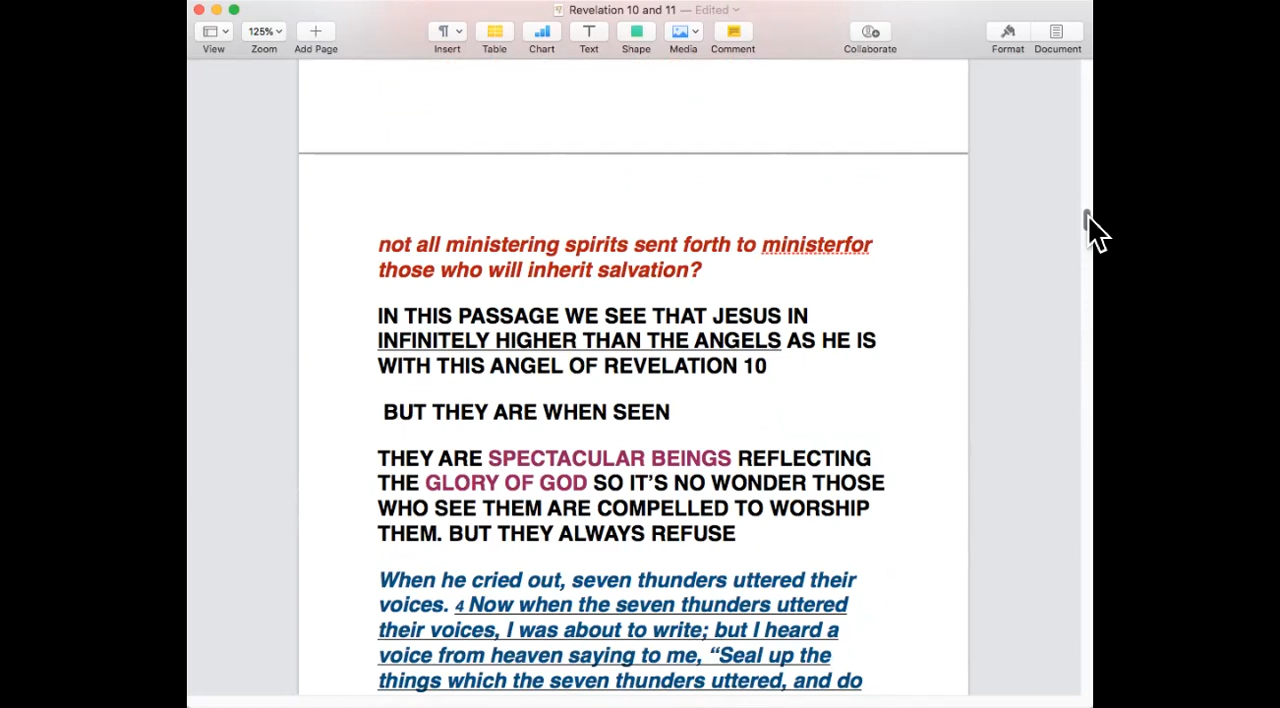 Revelation 10 and 11 — Edited
125%
View
Zoom
Add Page
Insert
Table
Chart
Text
Shape
Media
Comment
Collaborate
Format
Document
not all ministering spirits sent forth to ministerfor
those who will inherit salvation?
IN THIS PASSAGE WE SEE THAT JESUS IN
INFINITELY HIGHER THAN THE ANGELS AS HE IS
WITH THIS ANGEL OF REVELATION 10
BUT THEY ARE WHEN SEEN
THEY ARE SPECTACULAR BEINGS REFLECTING
THE GLORY OF GOD SO IT’S NO WONDER THOSE
WHO SEE THEM ARE COMPELLED TO WORSHIP
THEM. BUT THEY ALWAYS REFUSE
When he cried out, seven thunders uttered their
voices. 4 Now when the seven thunders uttered
their voices, I was about to write; but I heard a
voice from heaven saying to me, “Seal up the
things which the seven thunders uttered, and do